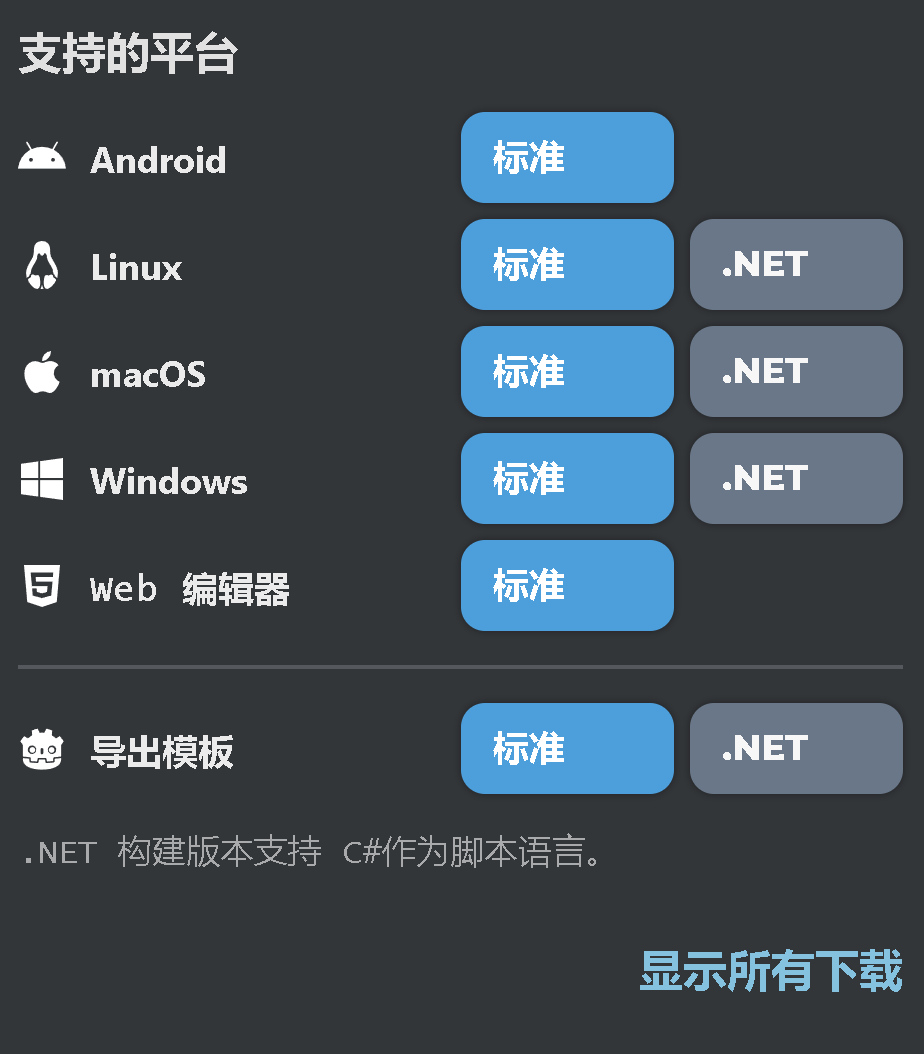 支持的平台
Android 标准
Linux 标准 .NET
macOS 标准 .NET
Windows 标准 .NET
Web 编辑器 标准
导出模板 标准 .NET
.NET 构建版本支持 C#作为脚本语言。
显示所有下载